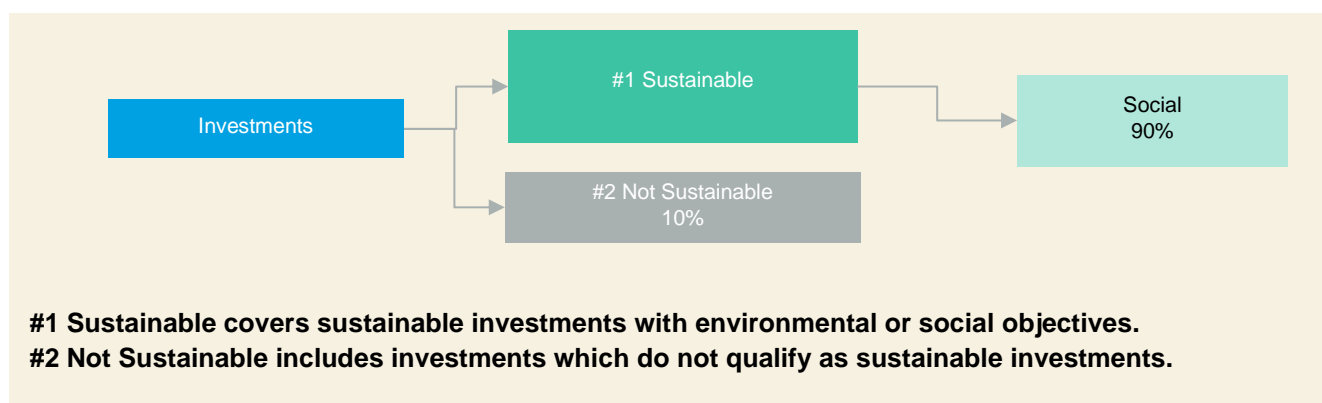 #1 Sustainable
Investments
Social
90%
#2 Not Sustainable
10%
#1 Sustainable covers sustainable investments with environmental or social objectives.
#2 Not Sustainable includes investments which do not qualify as sustainable investments.